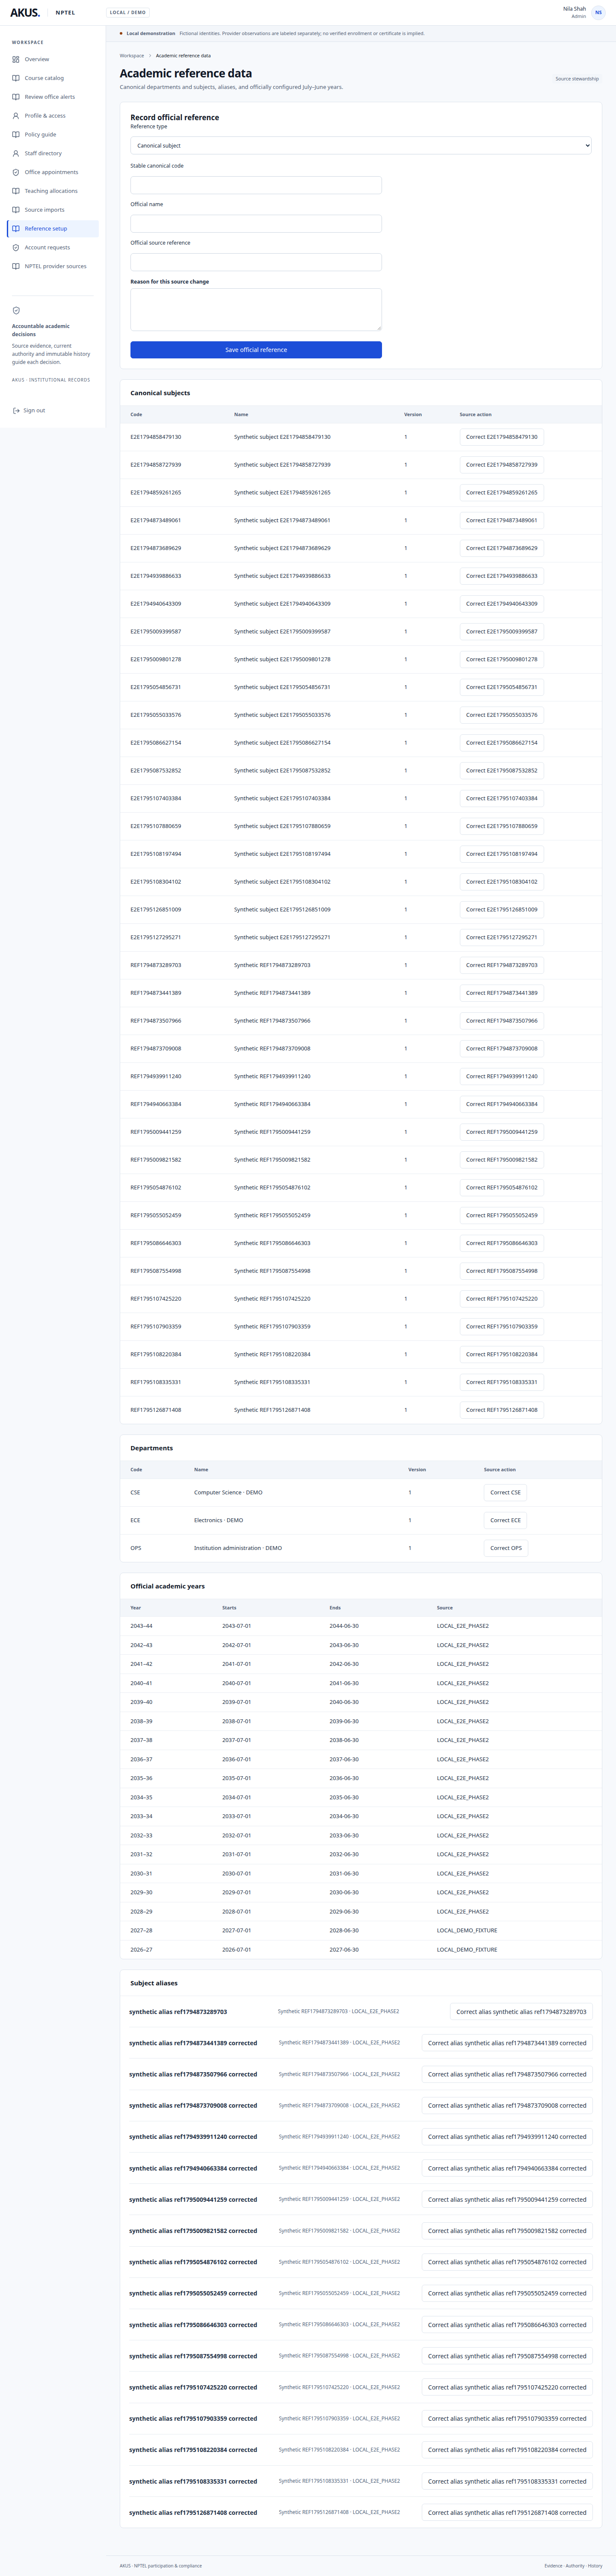 AKUS.
NPTEL
LOCAL / DEMO
Nila Shah
Admin
NS
WORKSPACE
Overview
Course catalog
Review office alerts
Profile & access
Policy guide
Staff directory
Office appointments
Teaching allocations
Source imports
Reference setup
Account requests
NPTEL provider sources
Accountable academic
decisions
Source evidence, current
authority and immutable history
guide each decision.
AKUS · INSTITUTIONAL RECORDS
Sign out
Local demonstration Fictional identities. Provider observations are labeled separately; no verified enrollment or certificate is implied.
Workspace › Academic reference data
Academic reference data
Canonical departments and subjects, aliases, and officially configured July–June years.
Source stewardship
Record official reference
Reference type
Canonical subject
Stable canonical code
Official name
Official source reference
Reason for this source change
Save official reference
Canonical subjects
Code Name Version Source action
E2E1794858479130 Synthetic subject E2E1794858479130 1 Correct E2E1794858479130
E2E1794858727939 Synthetic subject E2E1794858727939 1 Correct E2E1794858727939
E2E1794859261265 Synthetic subject E2E1794859261265 1 Correct E2E1794859261265
E2E1794873489061 Synthetic subject E2E1794873489061 1 Correct E2E1794873489061
E2E1794873689629 Synthetic subject E2E1794873689629 1 Correct E2E1794873689629
E2E1794939886633 Synthetic subject E2E1794939886633 1 Correct E2E1794939886633
E2E1794940643309 Synthetic subject E2E1794940643309 1 Correct E2E1794940643309
E2E1795009399587 Synthetic subject E2E1795009399587 1 Correct E2E1795009399587
E2E1795009801278 Synthetic subject E2E1795009801278 1 Correct E2E1795009801278
E2E1795054856731 Synthetic subject E2E1795054856731 1 Correct E2E1795054856731
E2E1795055033576 Synthetic subject E2E1795055033576 1 Correct E2E1795055033576
E2E1795086627154 Synthetic subject E2E1795086627154 1 Correct E2E1795086627154
E2E1795087532852 Synthetic subject E2E1795087532852 1 Correct E2E1795087532852
E2E1795107403384 Synthetic subject E2E1795107403384 1 Correct E2E1795107403384
E2E1795107880659 Synthetic subject E2E1795107880659 1 Correct E2E1795107880659
E2E1795108197494 Synthetic subject E2E1795108197494 1 Correct E2E1795108197494
E2E1795108304102 Synthetic subject E2E1795108304102 1 Correct E2E1795108304102
E2E1795126851009 Synthetic subject E2E1795126851009 1 Correct E2E1795126851009
E2E1795127295271 Synthetic subject E2E1795127295271 1 Correct E2E1795127295271
REF1794873289703 Synthetic REF1794873289703 1 Correct REF1794873289703
REF1794873441389 Synthetic REF1794873441389 1 Correct REF1794873441389
REF1794873507966 Synthetic REF1794873507966 1 Correct REF1794873507966
REF1794873709008 Synthetic REF1794873709008 1 Correct REF1794873709008
REF1794939911240 Synthetic REF1794939911240 1 Correct REF1794939911240
REF1794940663384 Synthetic REF1794940663384 1 Correct REF1794940663384
REF1795009441259 Synthetic REF1795009441259 1 Correct REF1795009441259
REF1795009821582 Synthetic REF1795009821582 1 Correct REF1795009821582
REF1795054876102 Synthetic REF1795054876102 1 Correct REF1795054876102
REF1795055052459 Synthetic REF1795055052459 1 Correct REF1795055052459
REF1795086646303 Synthetic REF1795086646303 1 Correct REF1795086646303
REF1795087554998 Synthetic REF1795087554998 1 Correct REF1795087554998
REF1795107425220 Synthetic REF1795107425220 1 Correct REF1795107425220
REF1795107903359 Synthetic REF1795107903359 1 Correct REF1795107903359
REF1795108220384 Synthetic REF1795108220384 1 Correct REF1795108220384
REF1795108335331 Synthetic REF1795108335331 1 Correct REF1795108335331
REF1795126871408 Synthetic REF1795126871408 1 Correct REF1795126871408
Departments
Code Name Version Source action
CSE Computer Science · DEMO 1 Correct CSE
ECE Electronics · DEMO 1 Correct ECE
OPS Institution administration · DEMO 1 Correct OPS
Official academic years
Year Starts Ends Source
2043–44 2043-07-01 2044-06-30 LOCAL_E2E_PHASE2
2042–43 2042-07-01 2043-06-30 LOCAL_E2E_PHASE2
2041–42 2041-07-01 2042-06-30 LOCAL_E2E_PHASE2
2040–41 2040-07-01 2041-06-30 LOCAL_E2E_PHASE2
2039–40 2039-07-01 2040-06-30 LOCAL_E2E_PHASE2
2038–39 2038-07-01 2039-06-30 LOCAL_E2E_PHASE2
2037–38 2037-07-01 2038-06-30 LOCAL_E2E_PHASE2
2036–37 2036-07-01 2037-06-30 LOCAL_E2E_PHASE2
2035–36 2035-07-01 2036-06-30 LOCAL_E2E_PHASE2
2034–35 2034-07-01 2035-06-30 LOCAL_E2E_PHASE2
2033–34 2033-07-01 2034-06-30 LOCAL_E2E_PHASE2
2032–33 2032-07-01 2033-06-30 LOCAL_E2E_PHASE2
2031–32 2031-07-01 2032-06-30 LOCAL_E2E_PHASE2
2030–31 2030-07-01 2031-06-30 LOCAL_E2E_PHASE2
2029–30 2029-07-01 2030-06-30 LOCAL_E2E_PHASE2
2028–29 2028-07-01 2029-06-30 LOCAL_E2E_PHASE2
2027–28 2027-07-01 2028-06-30 LOCAL_DEMO_FIXTURE
2026–27 2026-07-01 2027-06-30 LOCAL_DEMO_FIXTURE
Subject aliases
synthetic alias ref1794873289703 Synthetic REF1794873289703 · LOCAL_E2E_PHASE2 Correct alias synthetic alias ref1794873289703
synthetic alias ref1794873441389 corrected Synthetic REF1794873441389 · LOCAL_E2E_PHASE2 Correct alias synthetic alias ref1794873441389 corrected
synthetic alias ref1794873507966 corrected Synthetic REF1794873507966 · LOCAL_E2E_PHASE2 Correct alias synthetic alias ref1794873507966 corrected
synthetic alias ref1794873709008 corrected Synthetic REF1794873709008 · LOCAL_E2E_PHASE2 Correct alias synthetic alias ref1794873709008 corrected
synthetic alias ref1794939911240 corrected Synthetic REF1794939911240 · LOCAL_E2E_PHASE2 Correct alias synthetic alias ref1794939911240 corrected
synthetic alias ref1794940663384 corrected Synthetic REF1794940663384 · LOCAL_E2E_PHASE2 Correct alias synthetic alias ref1794940663384 corrected
synthetic alias ref1795009441259 corrected Synthetic REF1795009441259 · LOCAL_E2E_PHASE2 Correct alias synthetic alias ref1795009441259 corrected
synthetic alias ref1795009821582 corrected Synthetic REF1795009821582 · LOCAL_E2E_PHASE2 Correct alias synthetic alias ref1795009821582 corrected
synthetic alias ref1795054876102 corrected Synthetic REF1795054876102 · LOCAL_E2E_PHASE2 Correct alias synthetic alias ref1795054876102 corrected
synthetic alias ref1795055052459 corrected Synthetic REF1795055052459 · LOCAL_E2E_PHASE2 Correct alias synthetic alias ref1795055052459 corrected
synthetic alias ref1795086646303 corrected Synthetic REF1795086646303 · LOCAL_E2E_PHASE2 Correct alias synthetic alias ref1795086646303 corrected
synthetic alias ref1795087554998 corrected Synthetic REF1795087554998 · LOCAL_E2E_PHASE2 Correct alias synthetic alias ref1795087554998 corrected
synthetic alias ref1795107425220 corrected Synthetic REF1795107425220 · LOCAL_E2E_PHASE2 Correct alias synthetic alias ref1795107425220 corrected
synthetic alias ref1795107903359 corrected Synthetic REF1795107903359 · LOCAL_E2E_PHASE2 Correct alias synthetic alias ref1795107903359 corrected
synthetic alias ref1795108220384 corrected Synthetic REF1795108220384 · LOCAL_E2E_PHASE2 Correct alias synthetic alias ref1795108220384 corrected
synthetic alias ref1795108335331 corrected Synthetic REF1795108335331 · LOCAL_E2E_PHASE2 Correct alias synthetic alias ref1795108335331 corrected
synthetic alias ref1795126871408 corrected Synthetic REF1795126871408 · LOCAL_E2E_PHASE2 Correct alias synthetic alias ref1795126871408 corrected
AKUS · NPTEL participation & compliance
Evidence · Authority · History